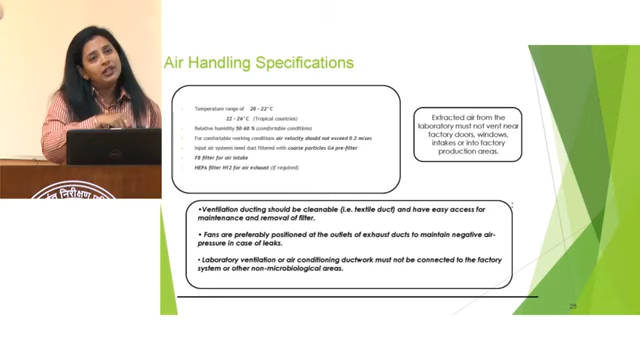 Air Handling Specifications
Temperature range of 20 - 22° C
22 - 26° C (Tropical countries)
Relative humidity 50-60 % (comfortable conditions)
For comfortable working conditions air velocity should not exceed 0.2 m/sec
Input air systems need dust filtered with coarse particles G4 pre-filter
F8 filter for air intake
HEPA filter H12 for air exhaust (if required)
Extracted air from the
laboratory must not vent near
factory doors, windows,
intakes or into factory
production areas.
•Ventilation ducting should be cleanable (i.e. textile duct) and have easy access for
maintenance and removal of filter.
• Fans are preferably positioned at the outlets of exhaust ducts to maintain negative air-
pressure in case of leaks.
• Laboratory ventilation or air conditioning ductwork must not be connected to the factory
system or other non-microbiological areas.
निरीक्षण
25